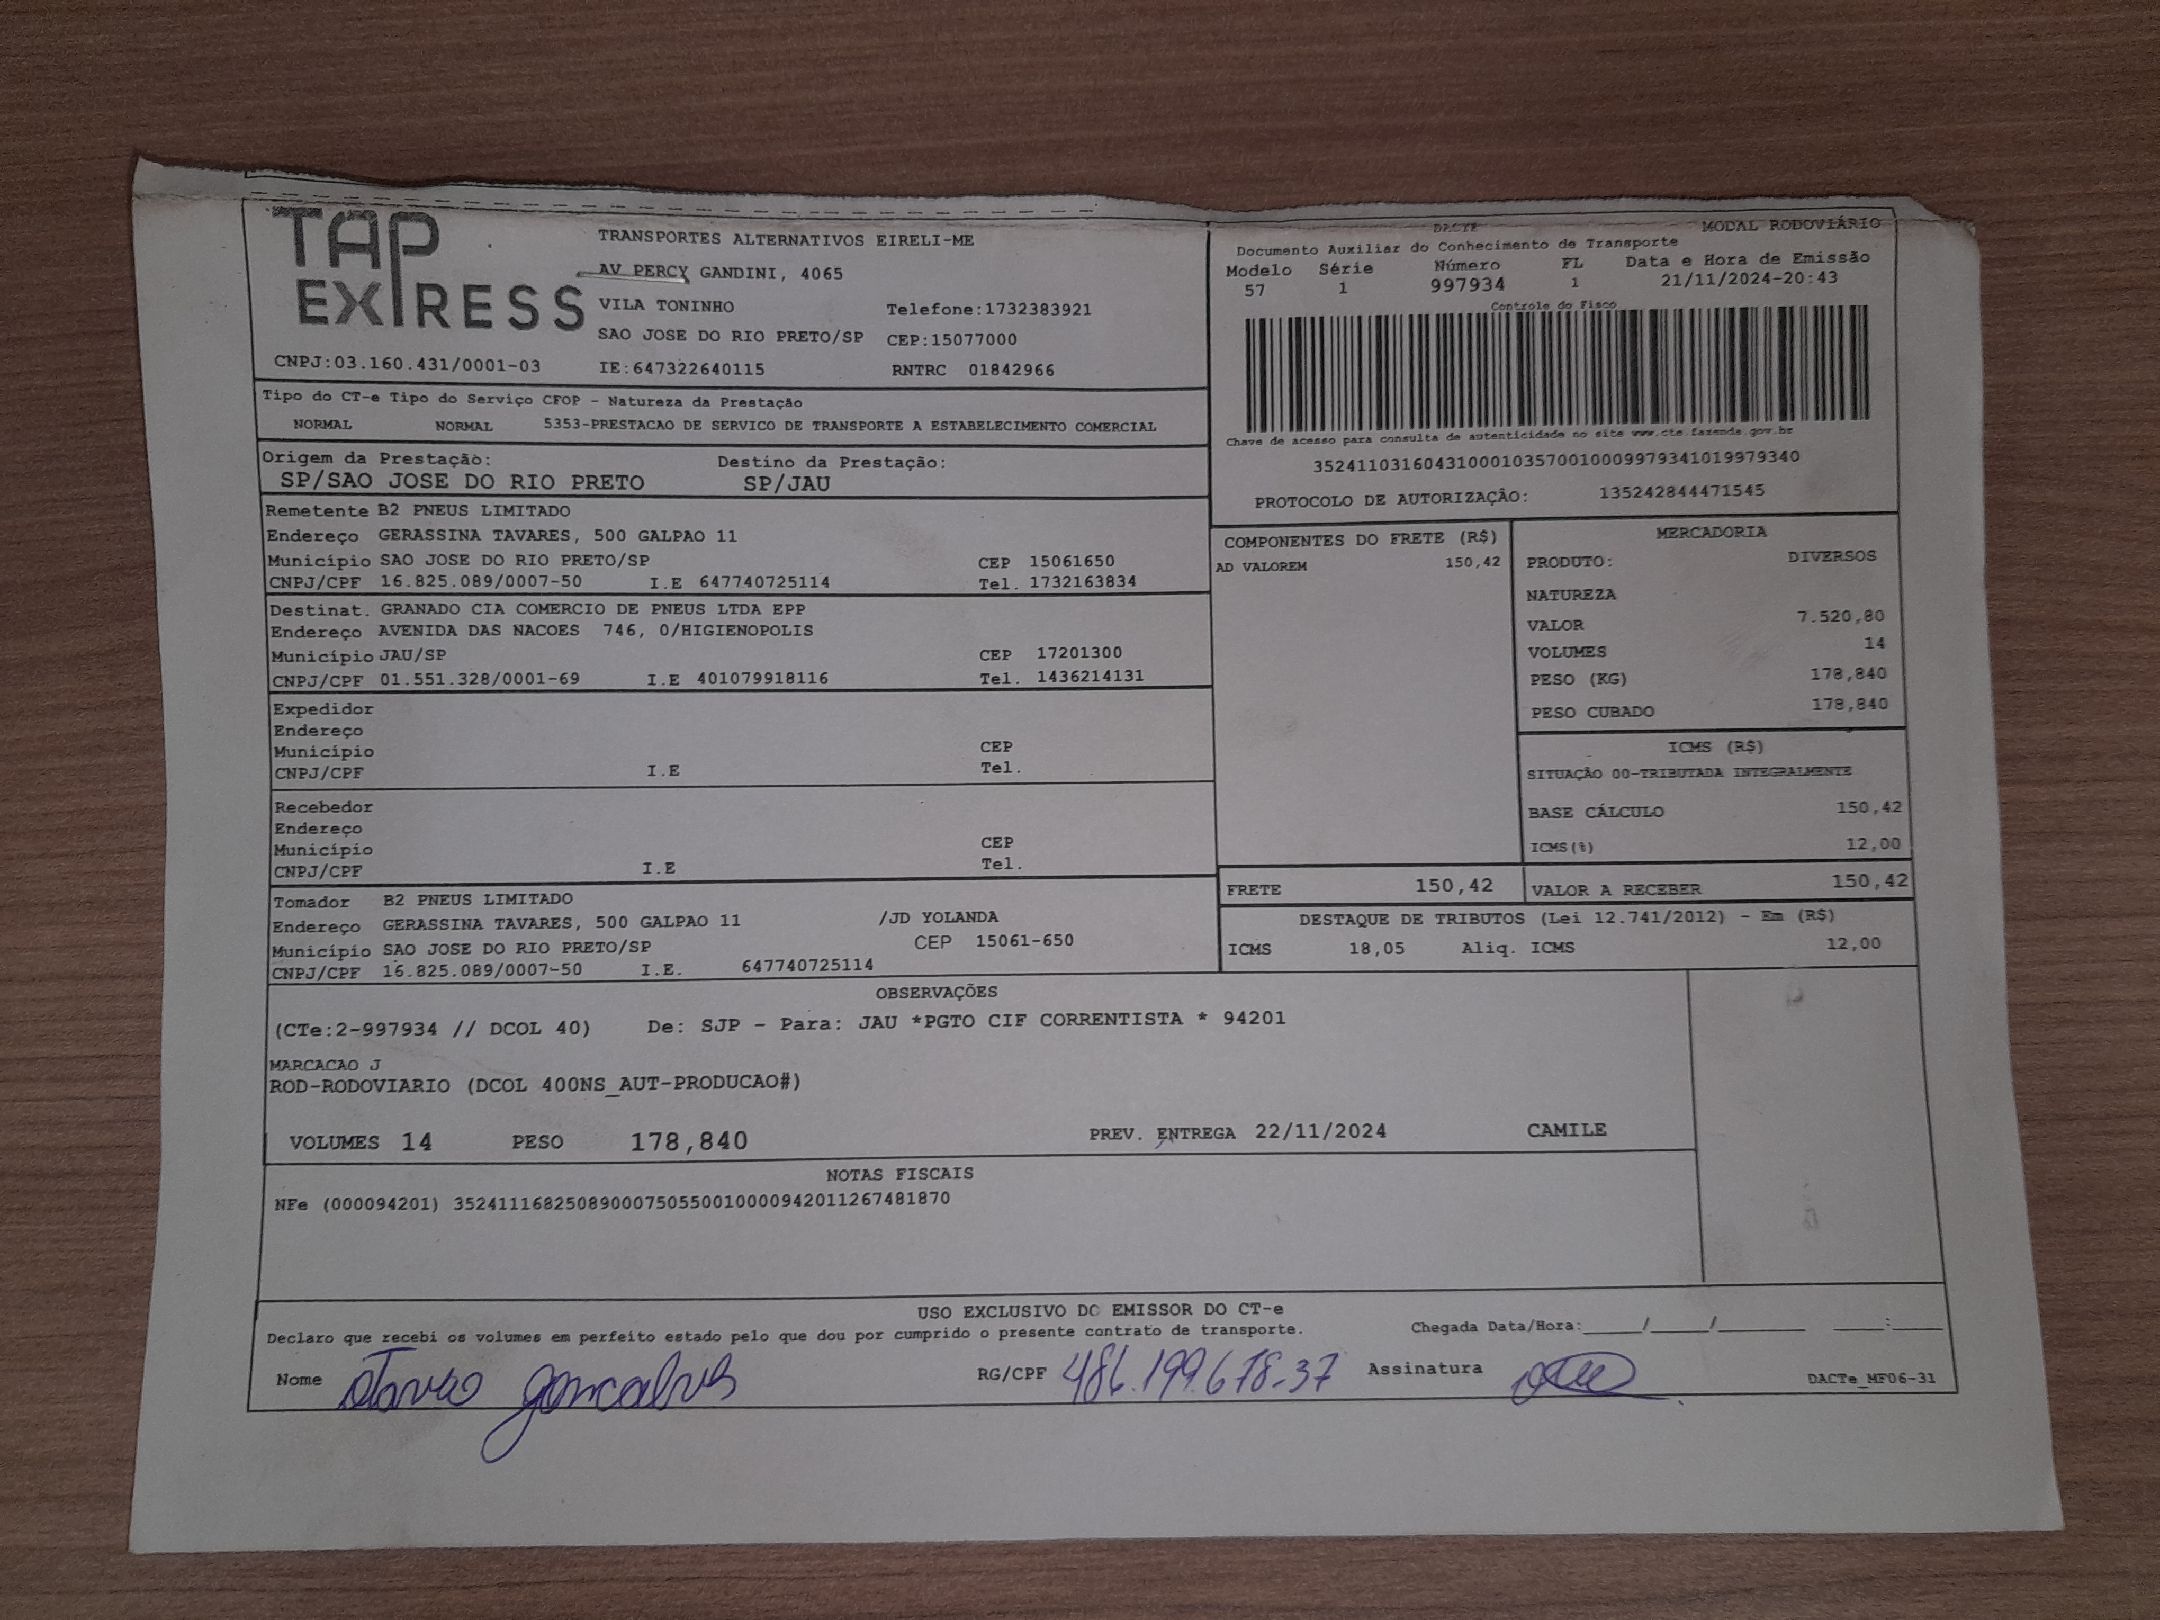 TAP
EXPRESS
TRANSPORTES ALTERNATIVOS EIRELI-ME
AV PERCY GANDINI, 4065
VILA TONINHO Telefone:1732383921
SAO JOSE DO RIO PRETO/SP CEP:15077000
CNPJ:03.160.431/0001-03 IE:647322640115 RNTRC 01842966
DACTE MODAL RODOVIÁRIO
Documento Auxiliar do Conhecimento de Transporte
Modelo Série Número FL Data e Hora de Emissão
57 1 997934 1 21/11/2024-20:43
Controle do Fisco
Chave de acesso para consulta de autenticidade no site www.cte.fazenda.gov.br
35241103160431000103570010009979341019979340
PROTOCOLO DE AUTORIZAÇÃO: 135242844471545
Tipo do CT-e Tipo do Serviço CFOP - Natureza da Prestação
NORMAL NORMAL 5353-PRESTACAO DE SERVICO DE TRANSPORTE A ESTABELECIMENTO COMERCIAL
Origem da Prestação: Destino da Prestação:
SP/SAO JOSE DO RIO PRETO SP/JAU
Remetente B2 PNEUS LIMITADO
Endereço GERASSINA TAVARES, 500 GALPAO 11
Município SAO JOSE DO RIO PRETO/SP CEP 15061650
CNPJ/CPF 16.825.089/0007-50 I.E 647740725114 Tel. 1732163834
Destinat. GRANADO CIA COMERCIO DE PNEUS LTDA EPP
Endereço AVENIDA DAS NACOES 746, 0/HIGIENOPOLIS
Município JAU/SP CEP 17201300
CNPJ/CPF 01.551.328/0001-69 I.E 401079918116 Tel. 1436214131
Expedidor
Endereço
Município CEP
CNPJ/CPF I.E Tel.
Recebedor
Endereço
Município CEP
CNPJ/CPF I.E Tel.
Tomador B2 PNEUS LIMITADO
Endereço GERASSINA TAVARES, 500 GALPAO 11 /JD YOLANDA
Município SAO JOSE DO RIO PRETO/SP CEP 15061-650
CNPJ/CPF 16.825.089/0007-50 I.E. 647740725114
COMPONENTES DO FRETE (R$)
AD VALOREM 150,42
MERCADORIA
PRODUTO: DIVERSOS
NATUREZA
VALOR 7.520,80
VOLUMES 14
PESO (KG) 178,840
PESO CUBADO 178,840
ICMS (R$)
SITUAÇÃO 00-TRIBUTADA INTEGRALMENTE
BASE CÁLCULO 150,42
ICMS(%) 12,00
FRETE 150,42 VALOR A RECEBER 150,42
DESTAQUE DE TRIBUTOS (Lei 12.741/2012) - Em (R$)
ICMS 18,05 Aliq. ICMS 12,00
OBSERVAÇÕES
(CTe:2-997934 // DCOL 40) De: SJP - Para: JAU *PGTO CIF CORRENTISTA * 94201
MARCACAO J
ROD-RODOVIARIO (DCOL 400NS_AUT-PRODUCAO#)
VOLUMES 14 PESO 178,840 PREV. ENTREGA 22/11/2024 CAMILE
NOTAS FISCAIS
NFe (000094201) 35241116825089000750550010000942011267481870
USO EXCLUSIVO DO EMISSOR DO CT-e
Declaro que recebi os volumes em perfeito estado pelo que dou por cumprido o presente contrato de transporte. Chegada Data/Hora:_____/_____/_______ ____:____
Nome Otavio Goncalves RG/CPF 486.199.678-37 Assinatura
DACTe_MF06-31